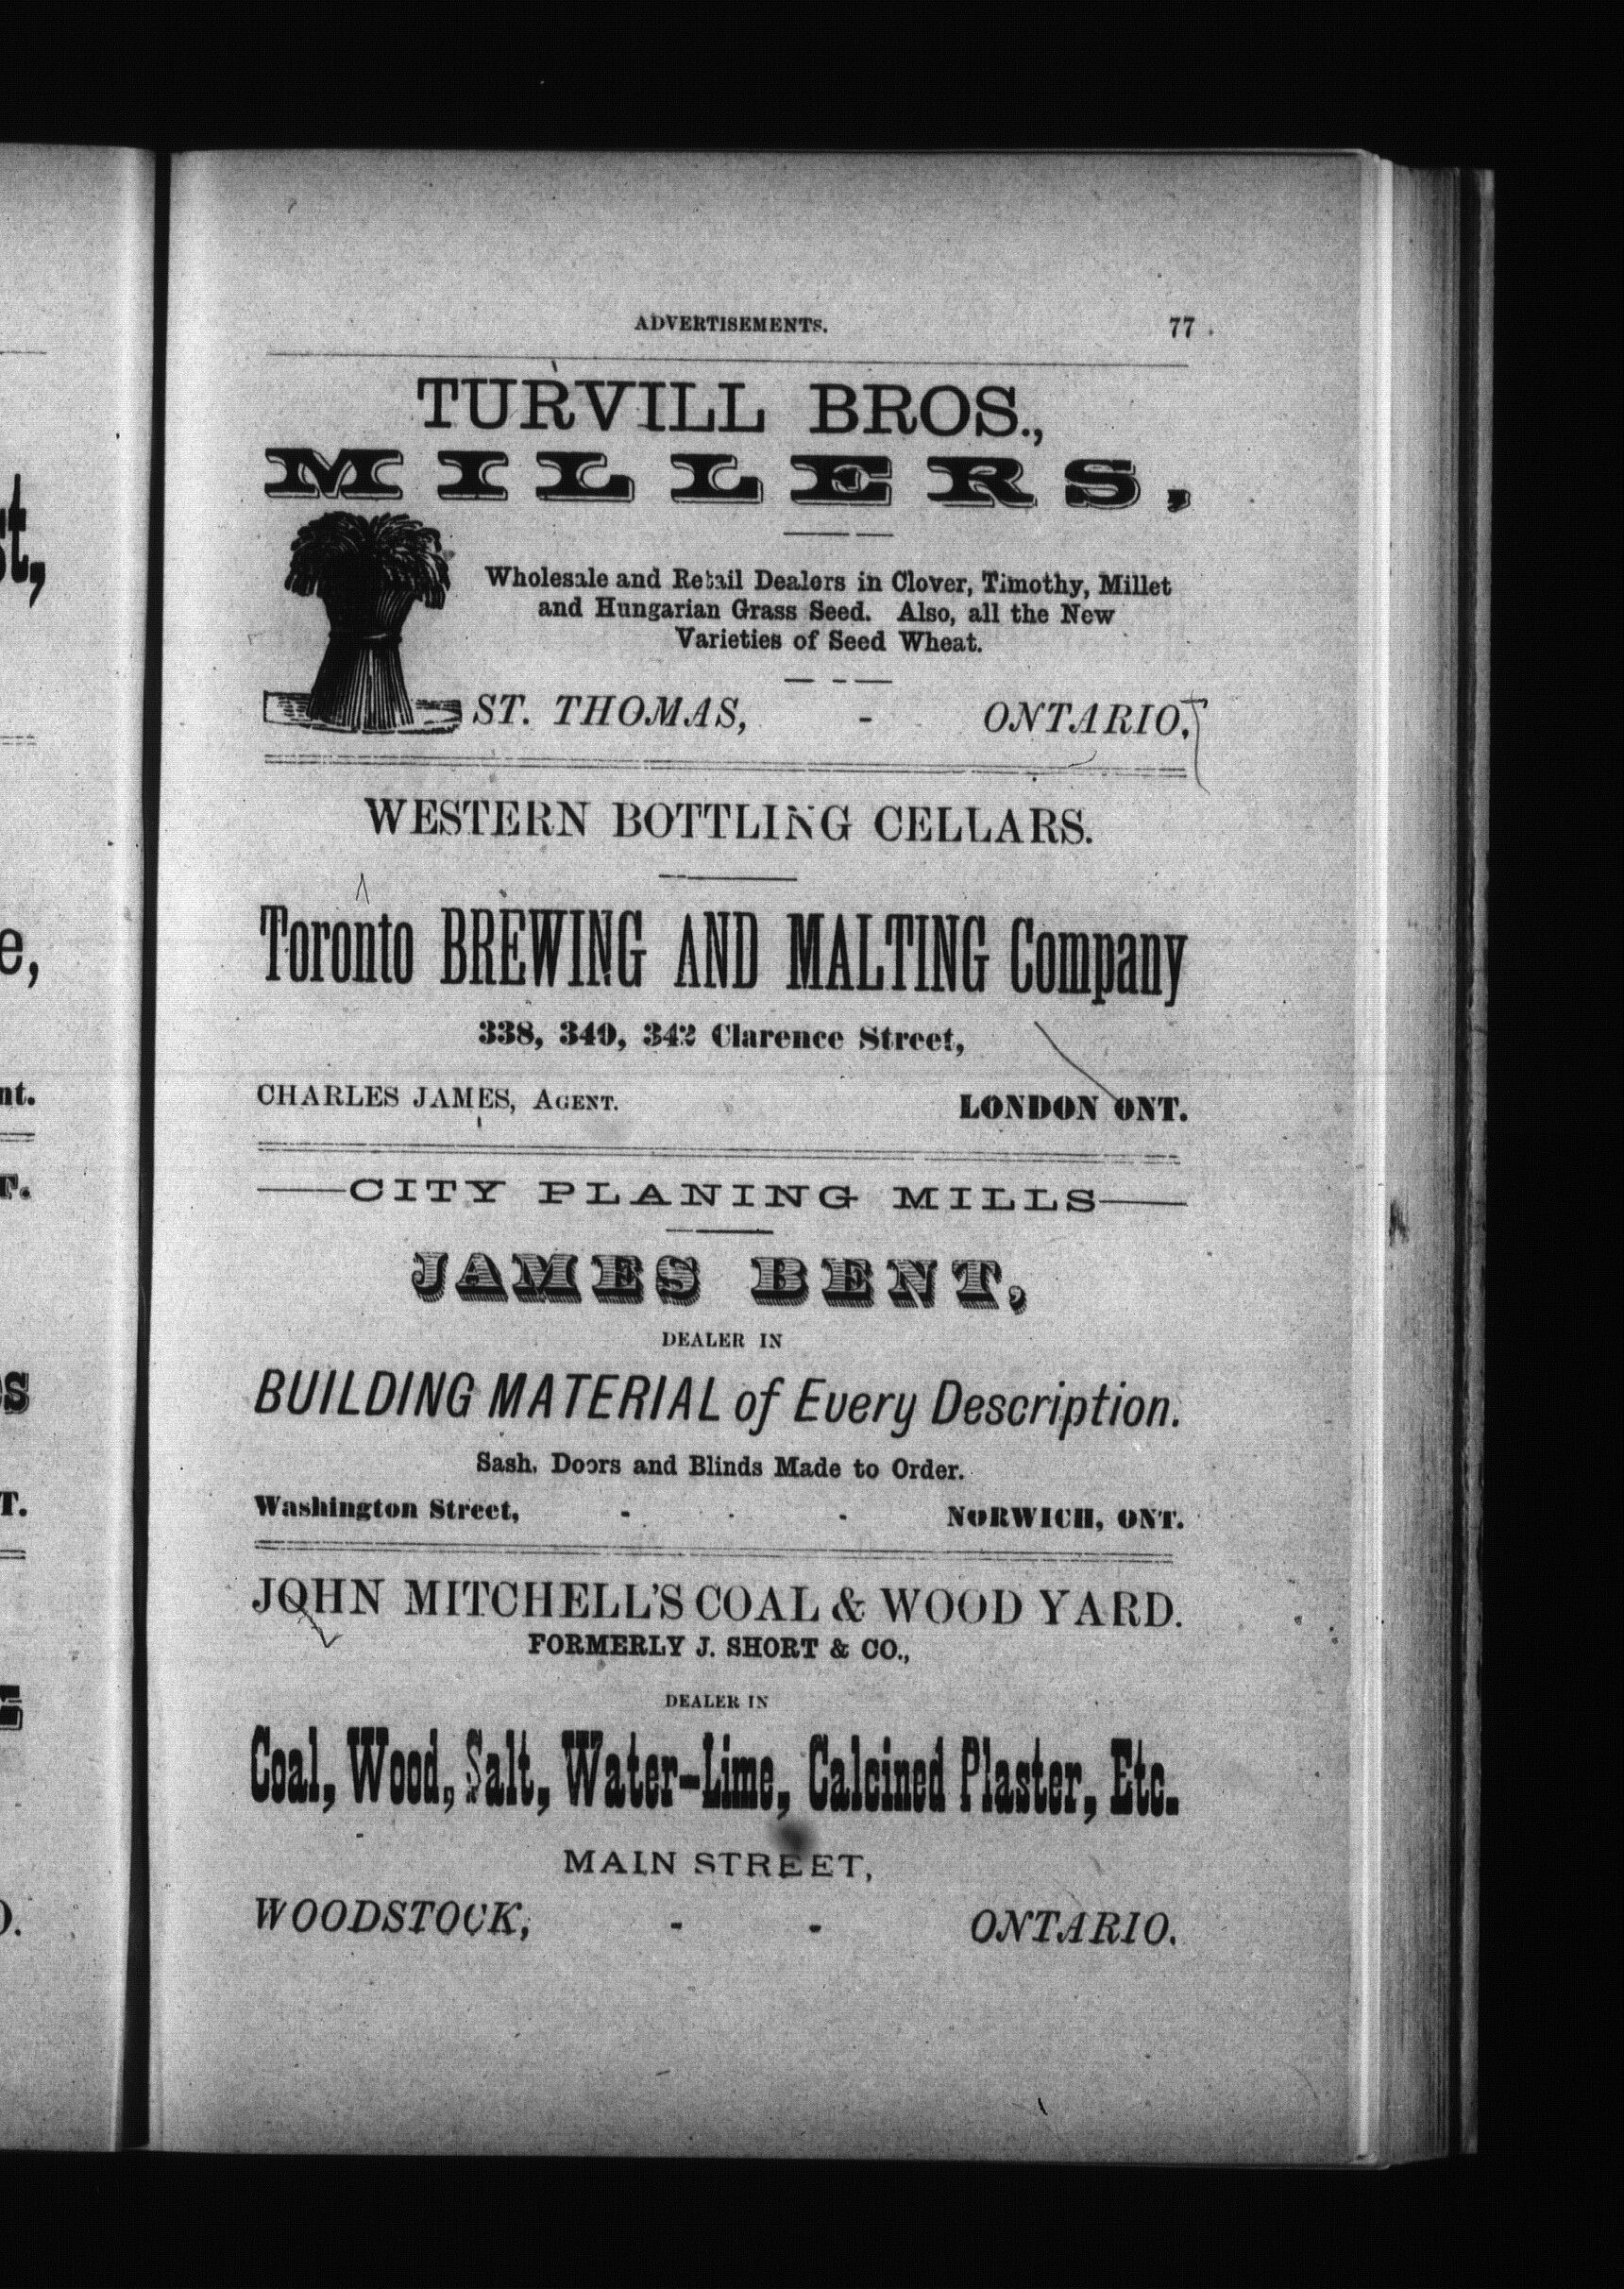 ADVERTISEMENTS. 77
TURVILL BROS.,
MILLERS,
Wholesale and Retail Dealers in Clover, Timothy, Millet
and Hungarian Grass Seed. Also, all the New
Varieties of Seed Wheat.
ST. THOMAS, - ONTARIO,
WESTERN BOTTLING CELLARS.
Toronto BREWING AND MALTING Company
338, 340, 342 Clarence Street,
CHARLES JAMES, AGENT. LONDON ONT.
CITY PLANING MILLS
JAMES BENT,
DEALER IN
BUILDING MATERIAL of Every Description.
Sash, Doors and Blinds Made to Order.
Washington Street, - - - NORWICH, ONT.
JOHN MITCHELL'S COAL & WOOD YARD.
FORMERLY J. SHORT & CO.,
DEALER IN
Coal, Wood, Salt, Water-Lime, Calcined Plaster, Etc.
MAIN STREET,
WOODSTOCK, - - ONTARIO.